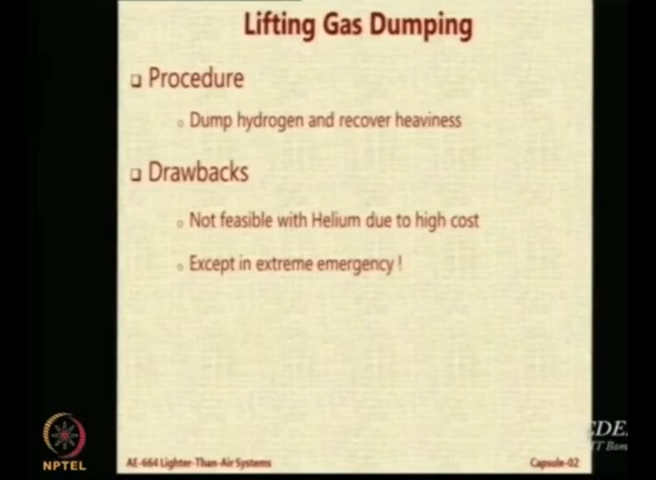 Lifting Gas Dumping
Procedure
Dump hydrogen and recover heaviness
Drawbacks
Not feasible with Helium due to high cost
Except in extreme emergency !
NPTEL
AE-664 Lighter-Than-Air Systems
Capsule-02